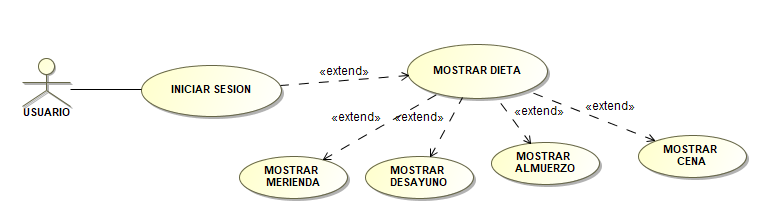 USUARIO
INICIAR SESION
«extend»
MOSTRAR DIETA
«extend»
«extend»
«extend»
«extend»
MOSTRAR
MERIENDA
MOSTRAR
DESAYUNO
MOSTRAR
ALMUERZO
MOSTRAR
CENA